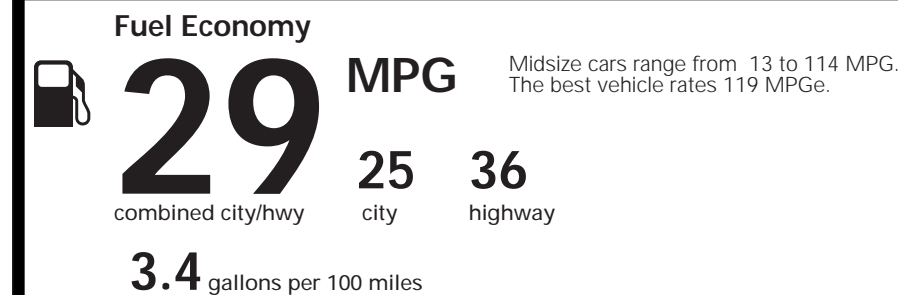 Fuel Economy
29 MPG
Midsize cars range from 13 to 114 MPG.
The best vehicle rates 119 MPGe.
25 36
combined city/hwy city highway
3.4 gallons per 100 miles